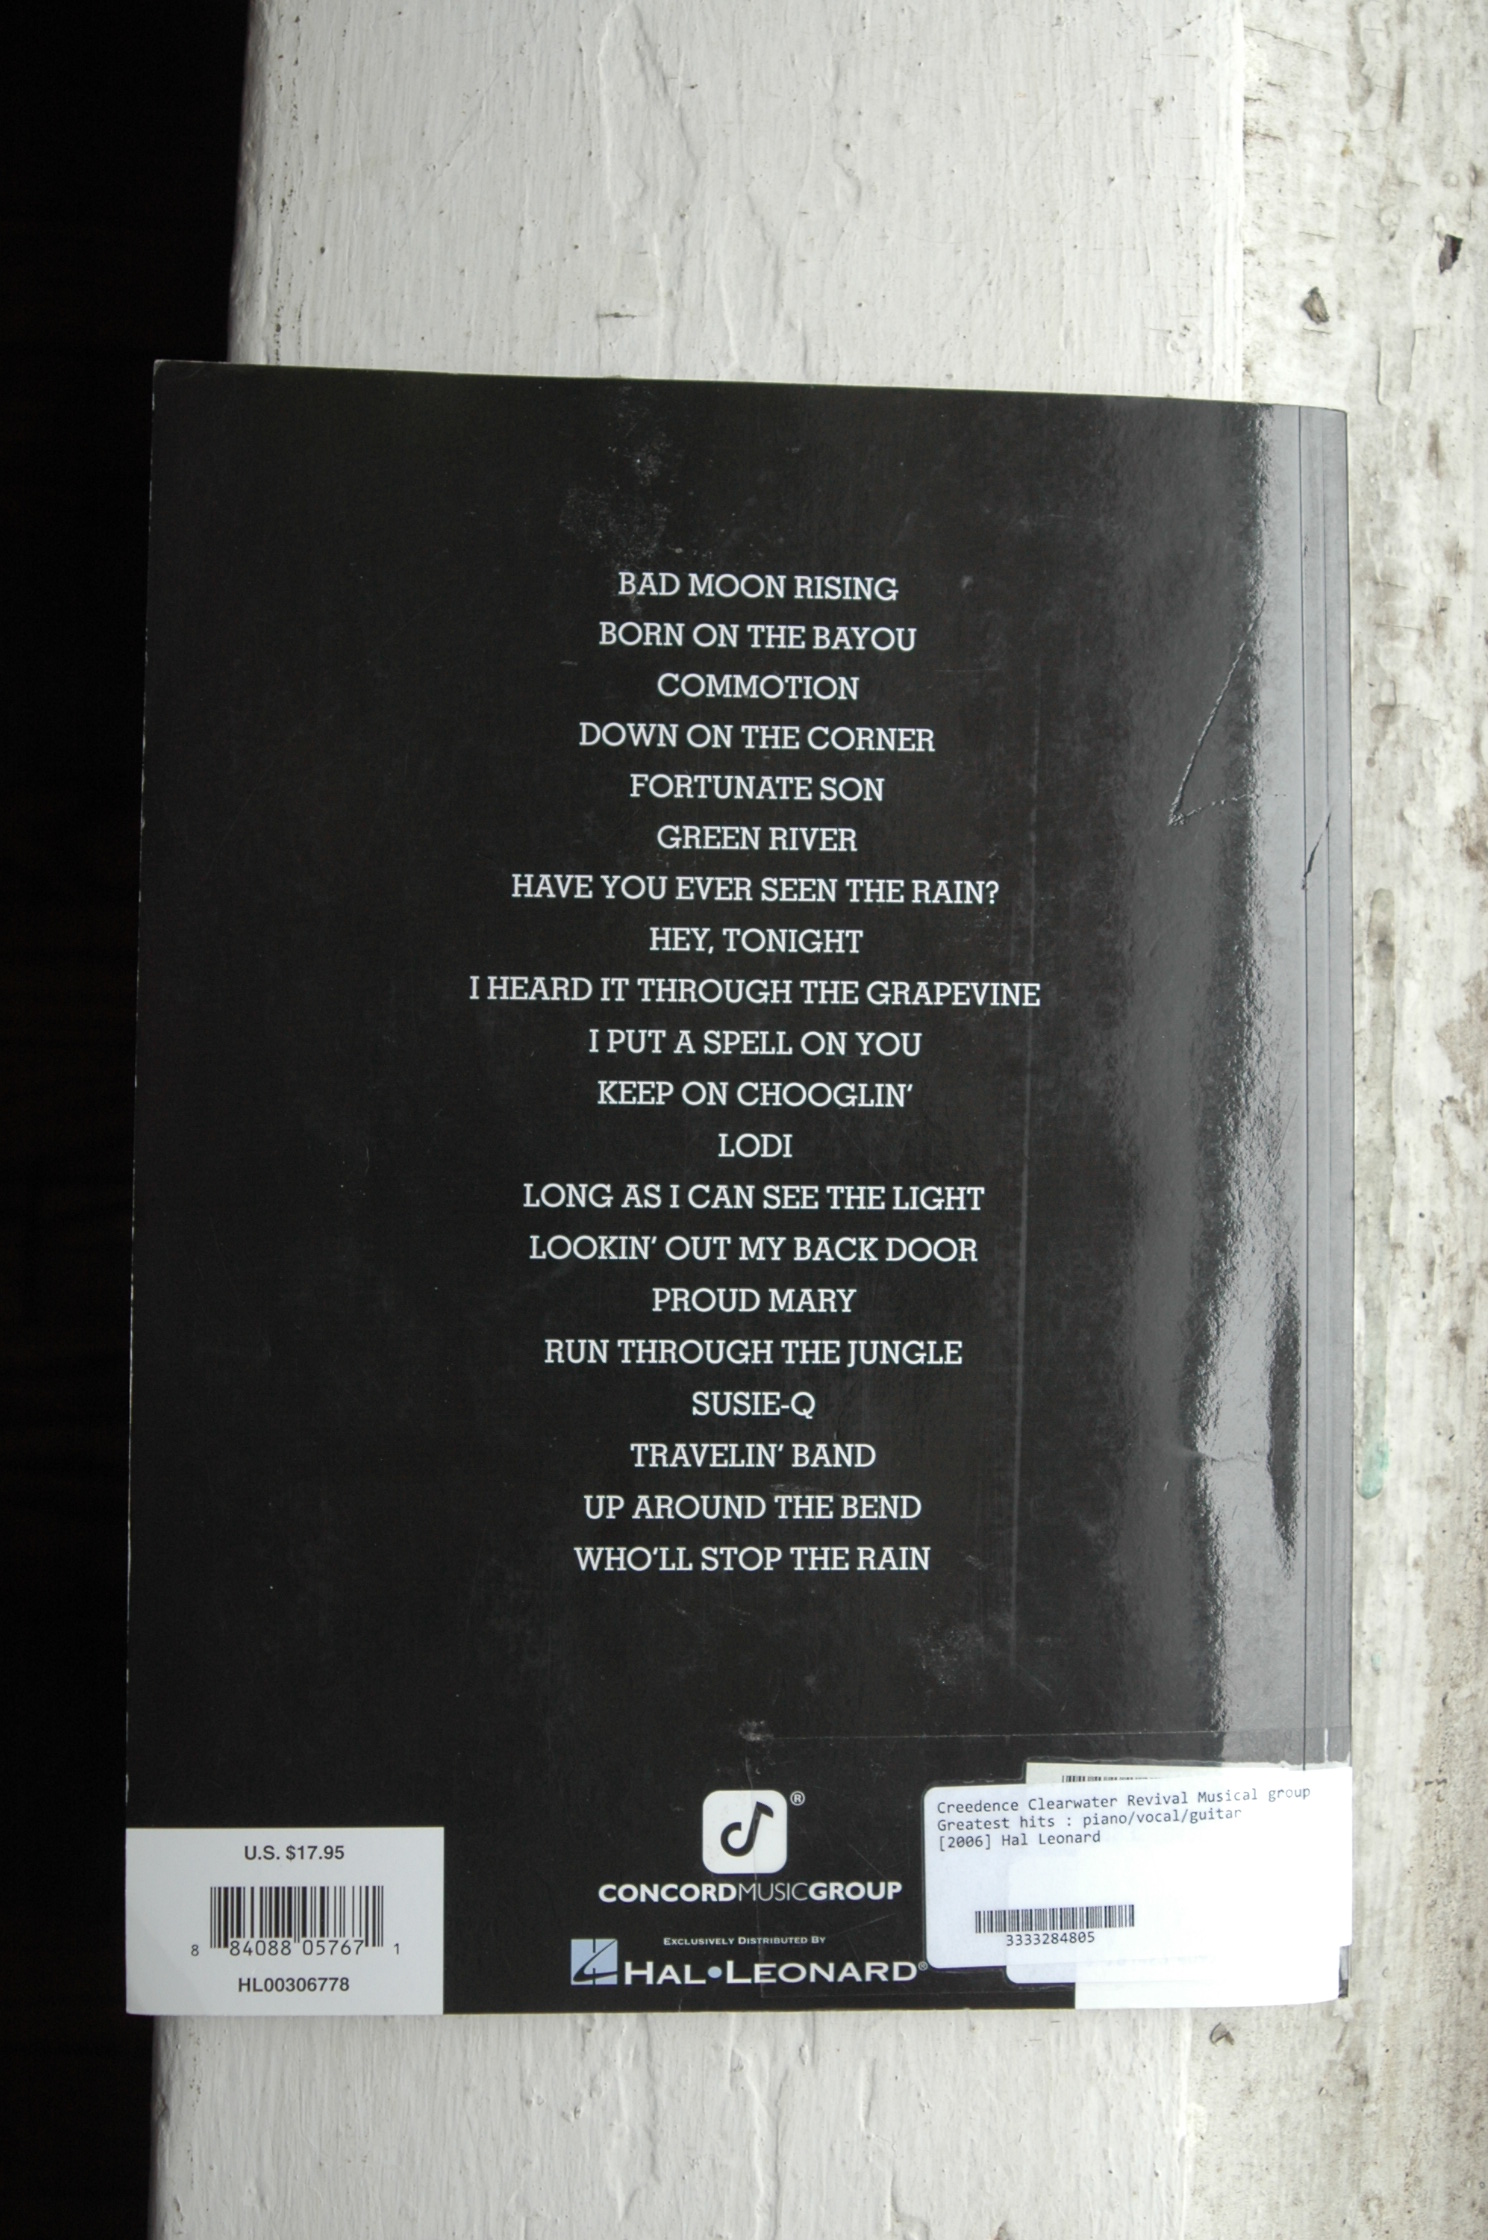 BAD MOON RISING
BORN ON THE BAYOU
COMMOTION
DOWN ON THE CORNER
FORTUNATE SON
GREEN RIVER
HAVE YOU EVER SEEN THE RAIN?
HEY, TONIGHT
I HEARD IT THROUGH THE GRAPEVINE
I PUT A SPELL ON YOU
KEEP ON CHOOGLIN’
LODI
LONG AS I CAN SEE THE LIGHT
LOOKIN’ OUT MY BACK DOOR
PROUD MARY
RUN THROUGH THE JUNGLE
SUSIE-Q
TRAVELIN’ BAND
UP AROUND THE BEND
WHO’LL STOP THE RAIN
U.S. $17.95
8 84088 05767 1
HL00306778
®
CONCORDMUSICGROUP
EXCLUSIVELY DISTRIBUTED BY
HAL•LEONARD®
Creedence Clearwater Revival Musical group
Greatest hits : piano/vocal/guitar
[2006] Hal Leonard
3333284805